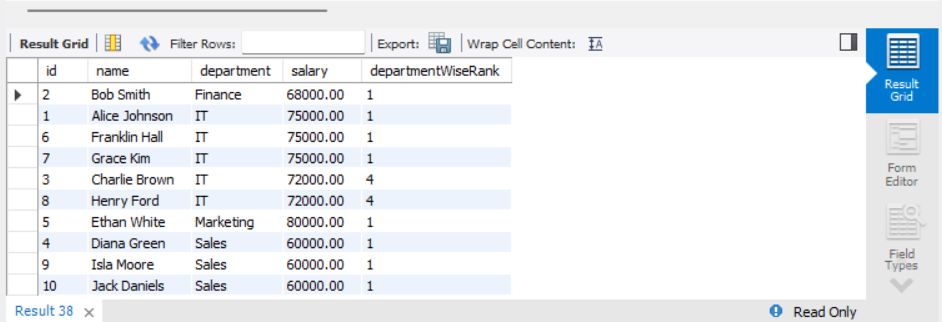 Result Grid Filter Rows: Export: Wrap Cell Content:
id name department salary departmentWiseRank
2 Bob Smith Finance 68000.00 1
1 Alice Johnson IT 75000.00 1
6 Franklin Hall IT 75000.00 1
7 Grace Kim IT 75000.00 1
3 Charlie Brown IT 72000.00 4
8 Henry Ford IT 72000.00 4
5 Ethan White Marketing 80000.00 1
4 Diana Green Sales 60000.00 1
9 Isla Moore Sales 60000.00 1
10 Jack Daniels Sales 60000.00 1
Result
Grid
Form
Editor
Field
Types
Result 38 Read Only